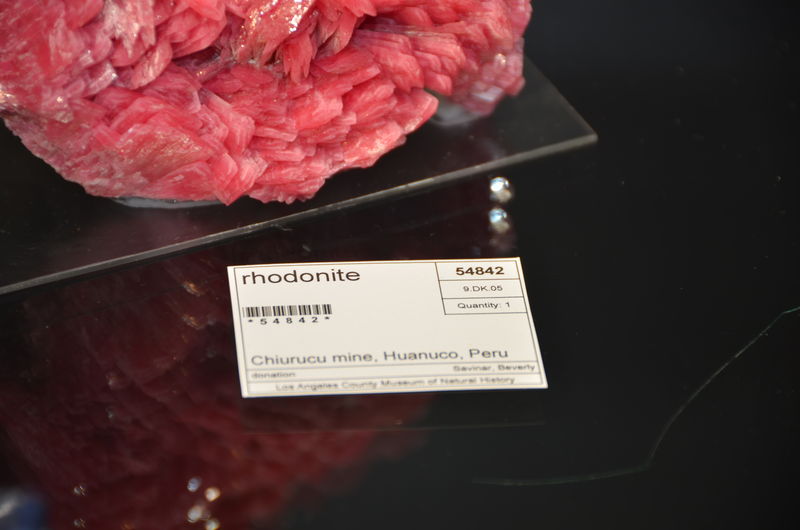 rhodonite
54842
9.DK.05
Quantity: 1
*54842*
Chiurucu mine, Huanuco, Peru
donation Savinar, Beverly
Los Angeles County Museum of Natural History